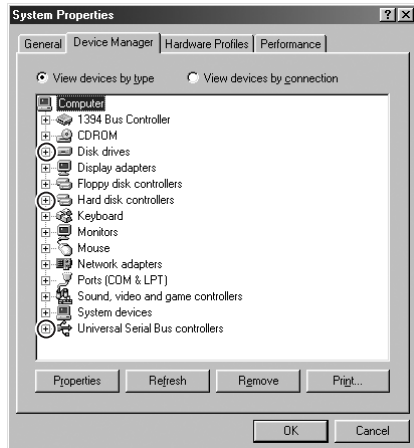 System Properties
General Device Manager Hardware Profiles Performance
View devices by type View devices by connection
Computer
1394 Bus Controller
CDROM
Disk drives
Display adapters
Floppy disk controllers
Hard disk controllers
Keyboard
Monitors
Mouse
Network adapters
Ports (COM & LPT)
Sound, video and game controllers
System devices
Universal Serial Bus controllers
Properties Refresh Remove Print...
OK Cancel